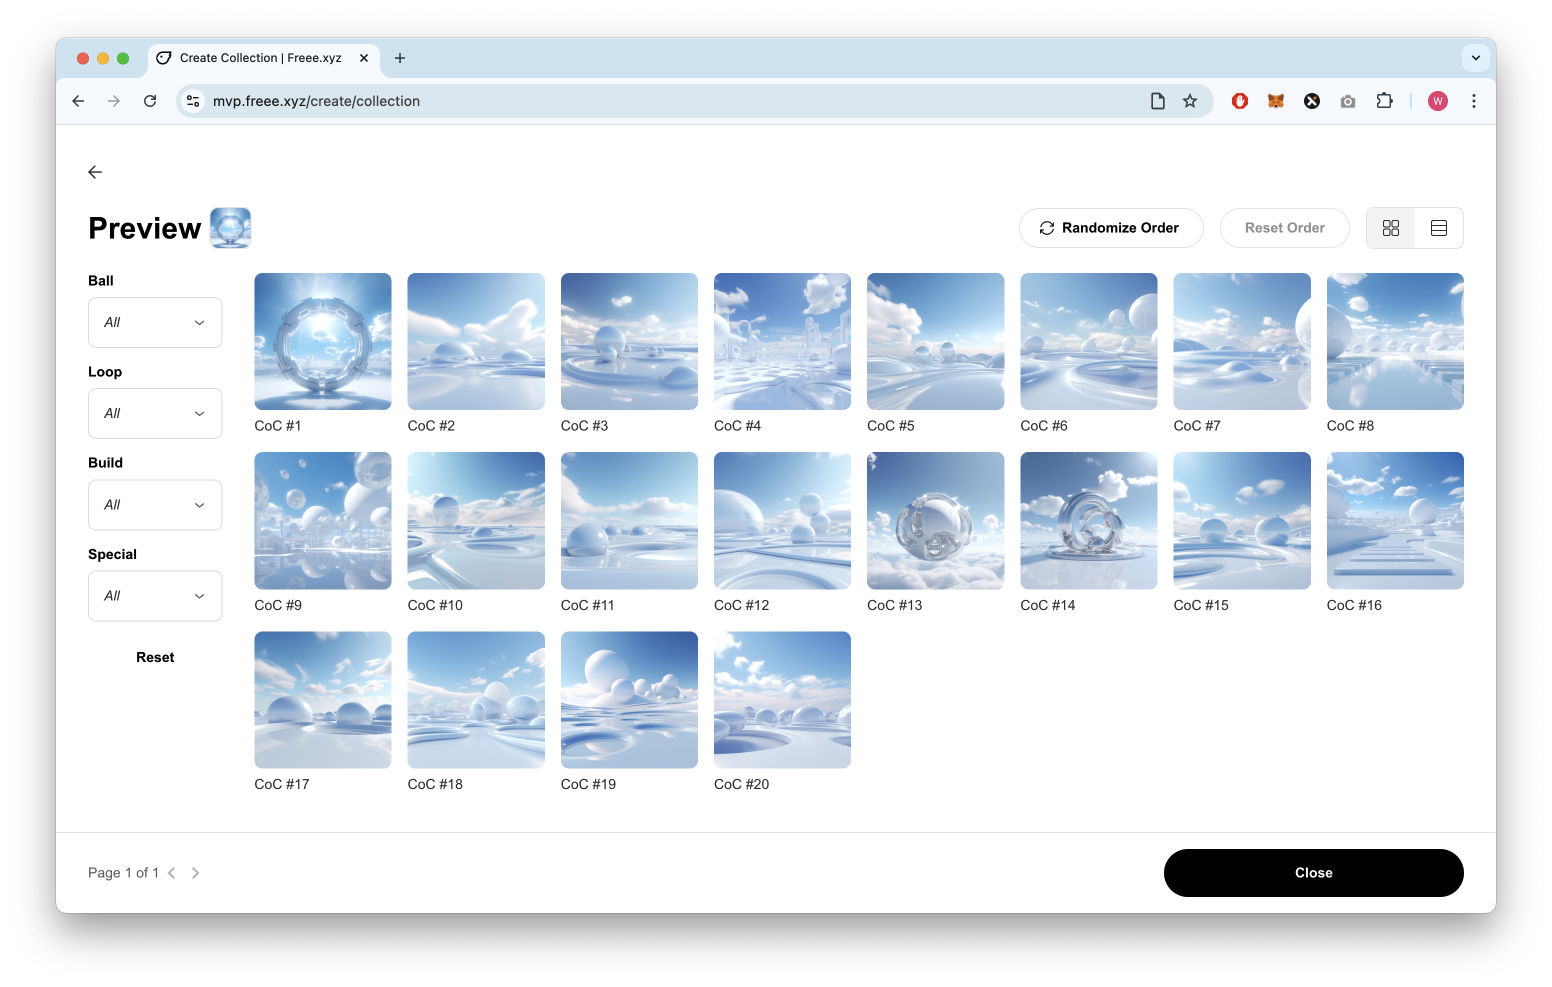 Create Collection | Freee.xyz
mvp.freee.xyz/create/collection
W
Preview
Randomize Order
Reset Order
Ball
All
Loop
All
Build
All
Special
All
Reset
CoC #1
CoC #2
CoC #3
CoC #4
CoC #5
CoC #6
CoC #7
CoC #8
CoC #9
CoC #10
CoC #11
CoC #12
CoC #13
CoC #14
CoC #15
CoC #16
CoC #17
CoC #18
CoC #19
CoC #20
Page 1 of 1
Close